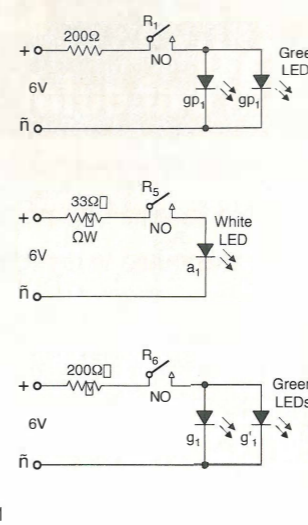 R1
200Ω
+
NO
Gree
LED
6V
gp1
gp1
ñ
R5
33Ω▯
+
NO
White
LED
ΩW
6V
a1
ñ
R6
200Ω▯
+
NO
Green
LEDs
6V
g1
g'1
ñ